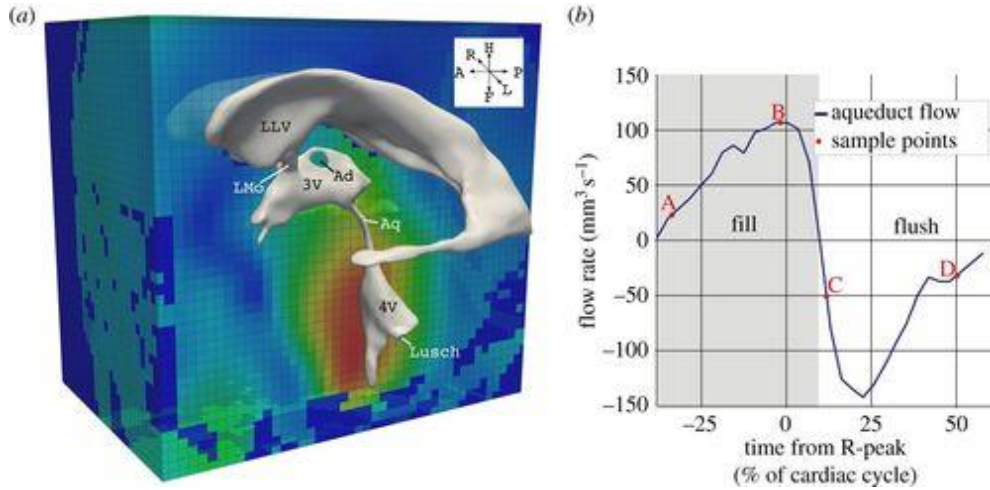 (a)
H
R
A
P
L
P
LLV
LMo
3V
Ad
Aq
4V
Lusch
(b)
150
100
50
0
−50
−100
−150
flow rate (mm³ s⁻¹)
B
aqueduct flow
sample points
A
fill
flush
C
D
−25
0
25
50
time from R-peak
(% of cardiac cycle)